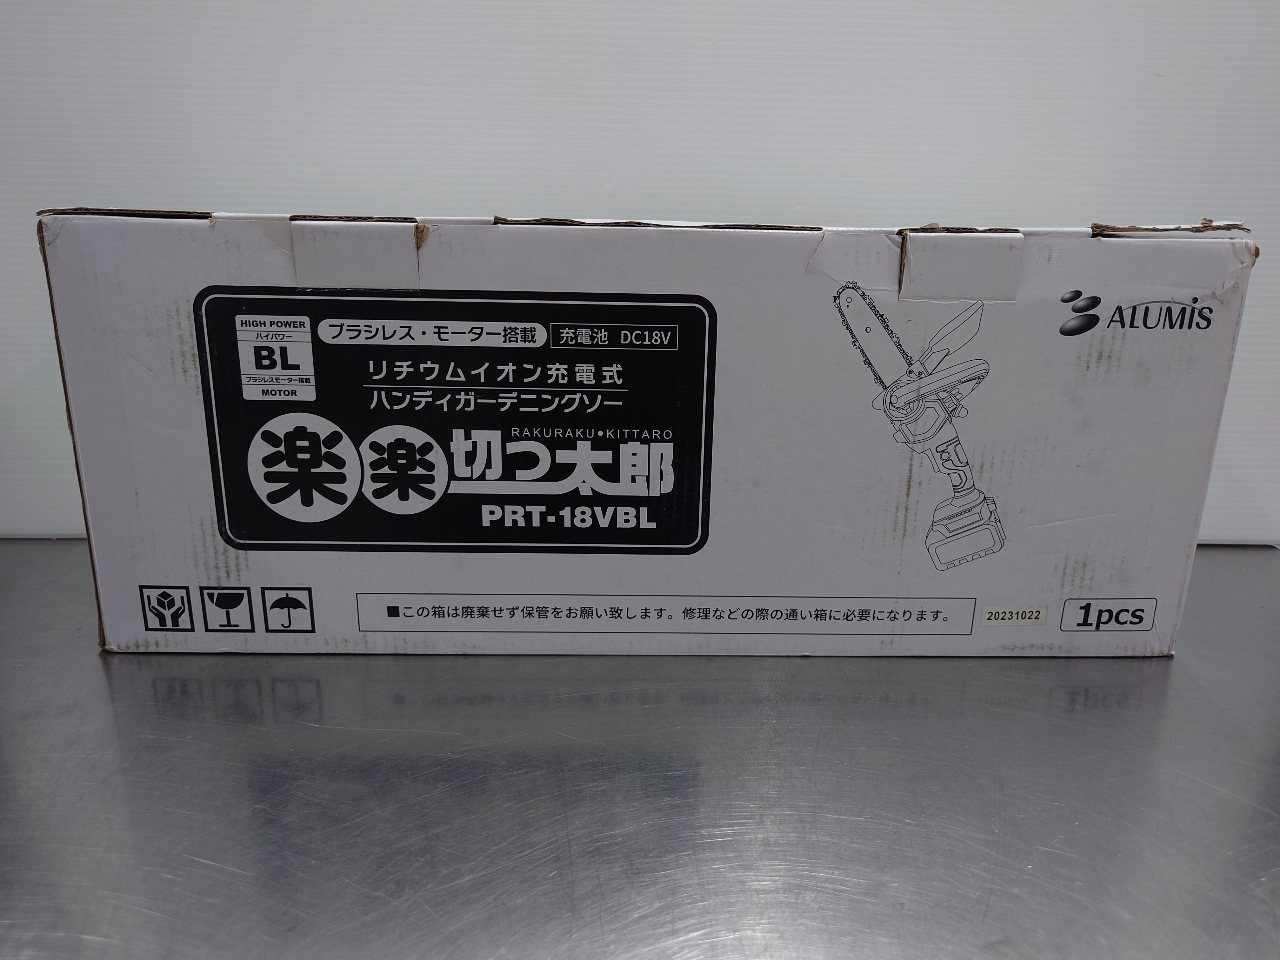 HIGH POWER
ハイパワー
BL
ブラシレスモーター搭載
MOTOR
ブラシレス・モーター搭載
充電池 DC18V
リチウムイオン充電式
ハンディガーデニングソー
RAKURAKU●KITTARO
楽楽切っ太郎
PRT-18VBL
ALUMIS
■この箱は廃棄せず保管をお願い致します。修理などの際の通い箱に必要になります。
20231022
1pcs